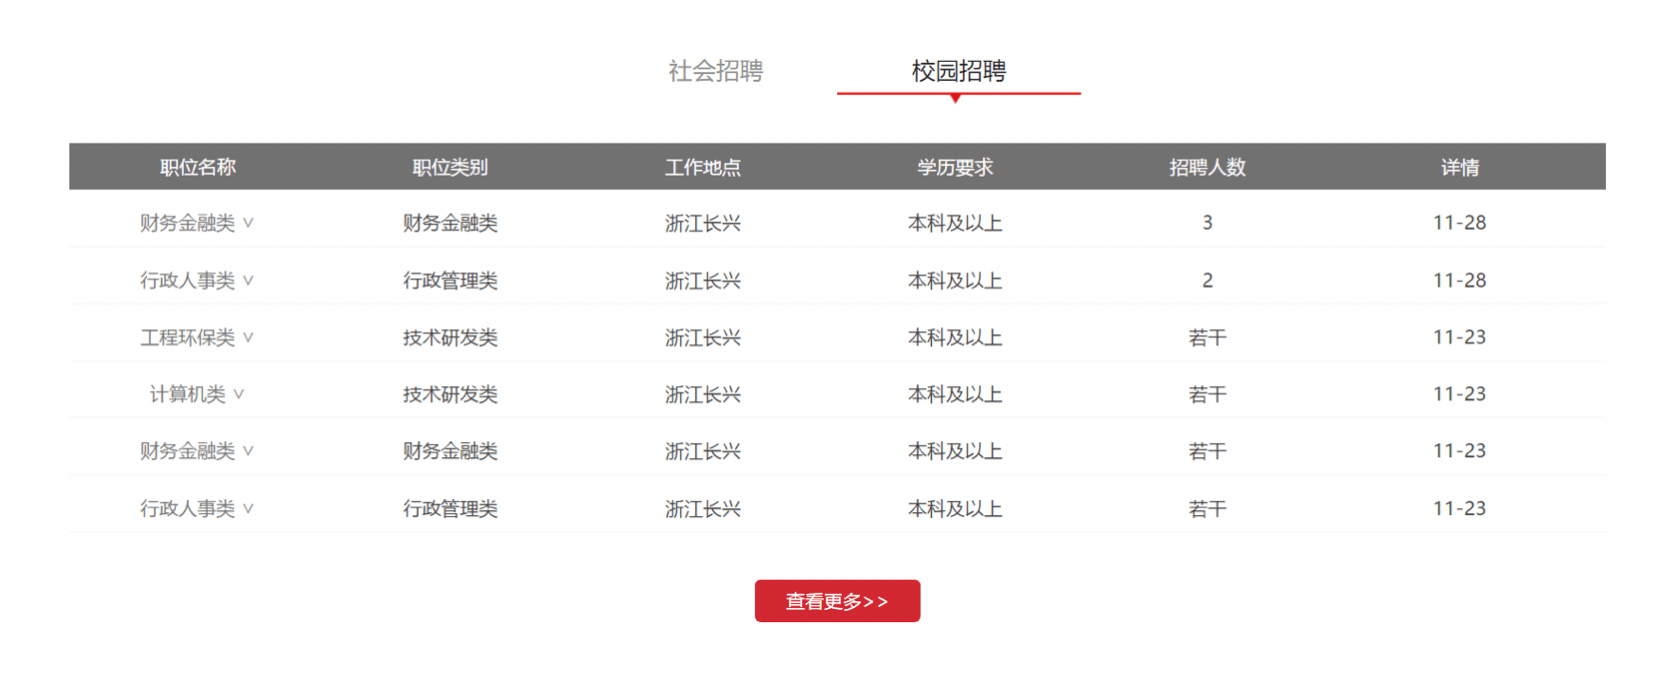 社会招聘 校园招聘
职位名称 职位类别 工作地点 学历要求 招聘人数 详情
财务金融类 ∨ 财务金融类 浙江长兴 本科及以上 3 11-28
行政人事类 ∨ 行政管理类 浙江长兴 本科及以上 2 11-28
工程环保类 ∨ 技术研发类 浙江长兴 本科及以上 若干 11-23
计算机类 ∨ 技术研发类 浙江长兴 本科及以上 若干 11-23
财务金融类 ∨ 财务金融类 浙江长兴 本科及以上 若干 11-23
行政人事类 ∨ 行政管理类 浙江长兴 本科及以上 若干 11-23
查看更多>>